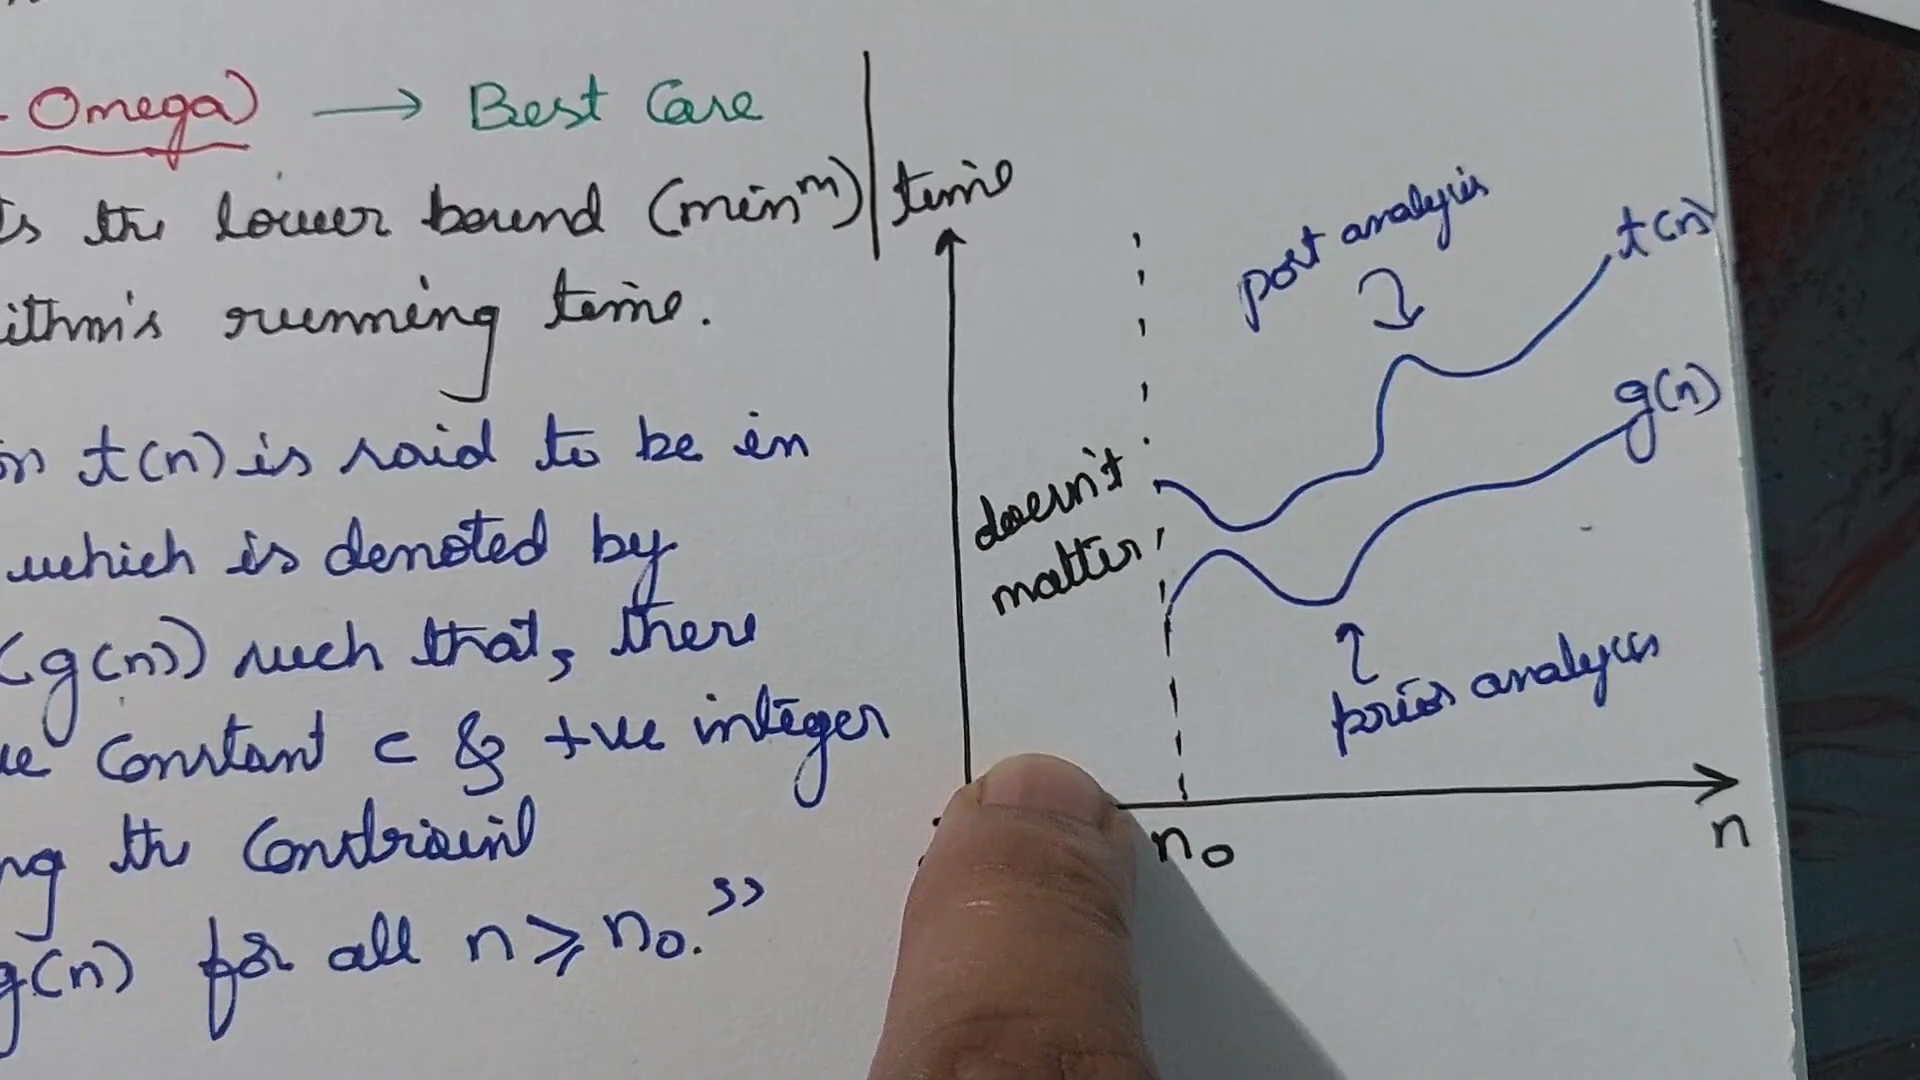 Omega) → Best Case
the lower bound (minᵐ)
running time.
t(n) is said to be in
which is denoted by
(g(n)) such that, there
constant c & +ve integer
the constraint
g(n) for all n ≥ n₀."
time
post analysis
t(n)
g(n)
doesn't
matter
prior analysis
n₀
n